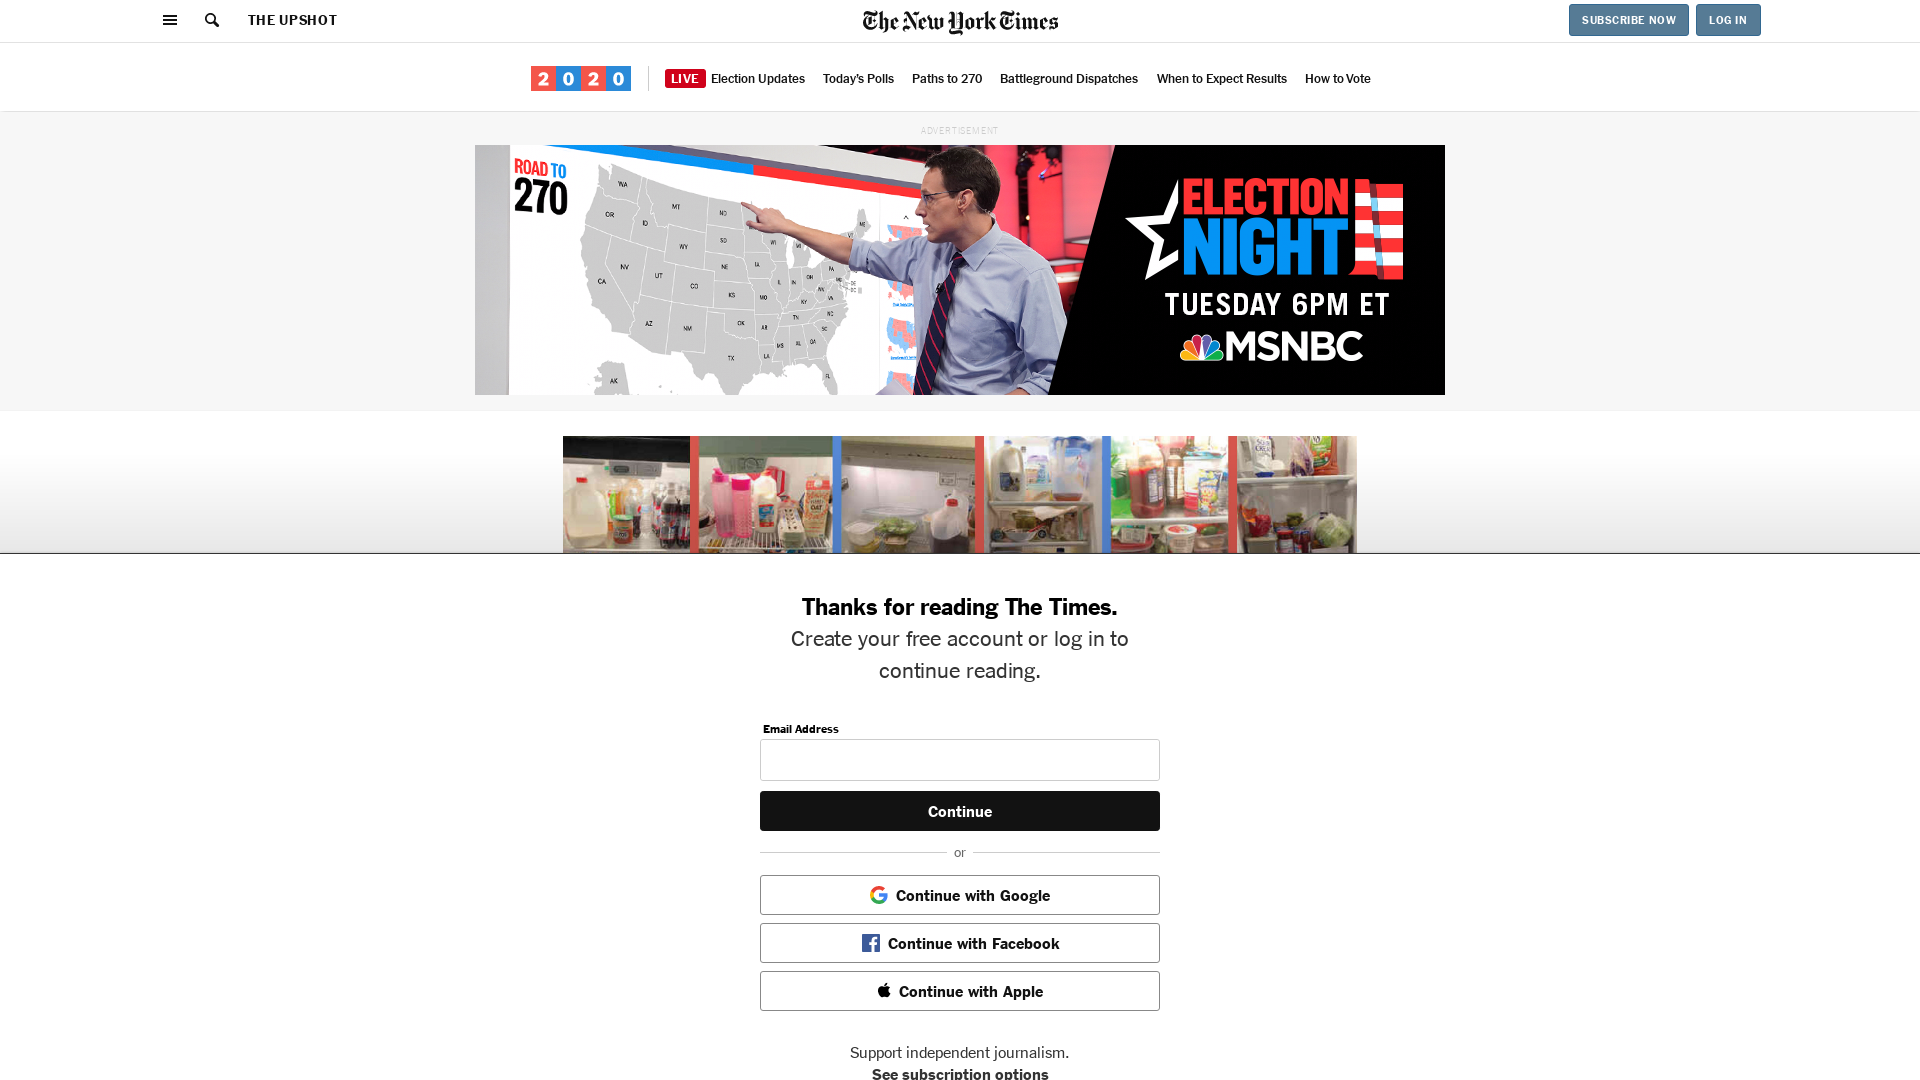 THE UPSHOT
The New York Times
SUBSCRIBE NOW
LOG IN
2020
LIVE Election Updates Today's Polls Paths to 270 Battleground Dispatches When to Expect Results How to Vote
ADVERTISEMENT
ROAD TO
270
WA
OR
CA
NV
ID
MT
WY
UT
AZ
CO
NM
ND
SD
NE
KS
OK
TX
IA
MO
AR
LA
WI
MI
IL
IN
OH
KY
TN
MS
AL
GA
FL
SC
NC
VA
PA
DE
DC
ME
AK
ELECTION
NIGHT
TUESDAY 6PM ET
MSNBC
Thanks for reading The Times.
Create your free account or log in to
continue reading.
Email Address
Continue
or
Continue with Google
Continue with Facebook
Continue with Apple
Support independent journalism.
See subscription options